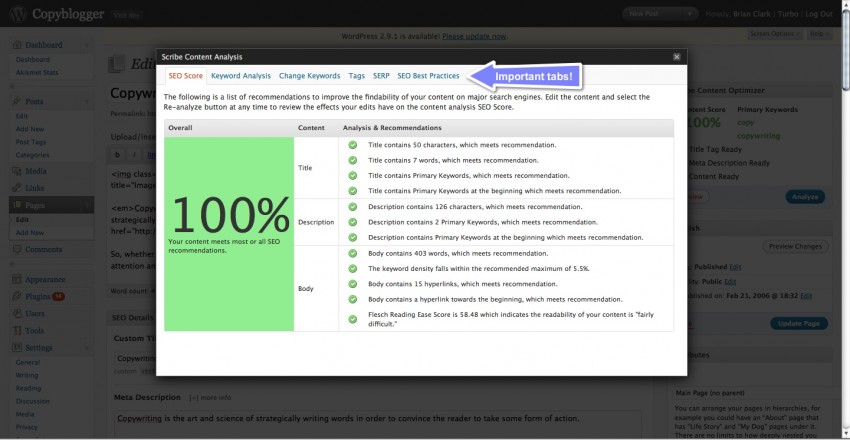 Copyblogger
Visit Site
New Post
Howdy, Brian Clark | Turbo | Log Out
WordPress 2.9.1 is available! Please update now.
Screen Options
Help
Dashboard
Dashboard
Akismet Stats
Posts
Edit
Add New
Post Tags
Categories
Media
Links
Pages
Edit
Add New
Comments
Appearance
Plugins
Users
Tools
Settings
General
Writing
Reading
Discussion
Media
Privacy
Scribe Content Analysis
SEO Score Keyword Analysis Change Keywords Tags SERP SEO Best Practices
Important tabs!
The following is a list of recommendations to improve the findability of your content on major search engines. Edit the content and select the
Re-analyze button at any time to review the effects your edits have on the content analysis SEO Score.
Overall Content Analysis & Recommendations
100%
Your content meets most or all SEO
recommendations.
Title
Title contains 50 characters, which meets recommendation.
Title contains 7 words, which meets recommendation.
Title contains Primary Keywords, which meets recommendation.
Title contains Primary Keywords at the beginning which meets recommendation.
Description
Description contains 126 characters, which meets recommendation.
Description contains 2 Primary Keywords, which meets recommendation.
Description contains Primary Keywords at the beginning which meets recommendation.
Body
Body contains 403 words, which meets recommendation.
The keyword density falls within the recommended maximum of 5.5%.
Body contains 15 hyperlinks, which meets recommendation.
Body contains a hyperlink towards the beginning, which meets recommendation.
Flesch Reading Ease Score is 58.48 which indicates the readability of your content is "fairly
difficult."
Edit
Copyw
Permalink: htt
Upload/Inse
b i
<img class=
title="Image
<em>Copyw
strategically
href="http:/
So, whether
attention an
Word count: 4
SEO Details
Custom Ti
Copywriting
Meta Description [+] more info
Copywriting is the art and science of strategically writing words in order to convince the reader to take some form of action.
e Content Optimizer
Content Score Primary Keywords
100% copy
copywriting
Title Tag Ready
Meta Description Ready
Content Ready
Analyze
Preview Changes
Published Edit
Public Edit
Published on: Feb 21, 2006 @ 18:32 Edit
Update Page
Main Page (no parent)
You can arrange your pages in hierarchies, for
example you could have an "About" page that
has "Life Story" and "My Dog" pages under it.
There are no limits to how deeply nested you